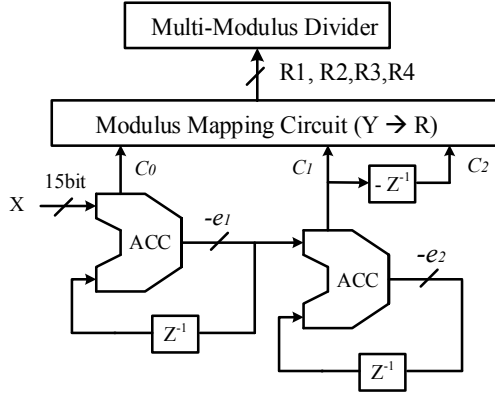 Multi-Modulus Divider
R1, R2,R3,R4
Modulus Mapping Circuit (Y → R)
C0
C1
C2
- Z-1
15bit
X
-e1
ACC
-e2
ACC
Z-1
Z-1